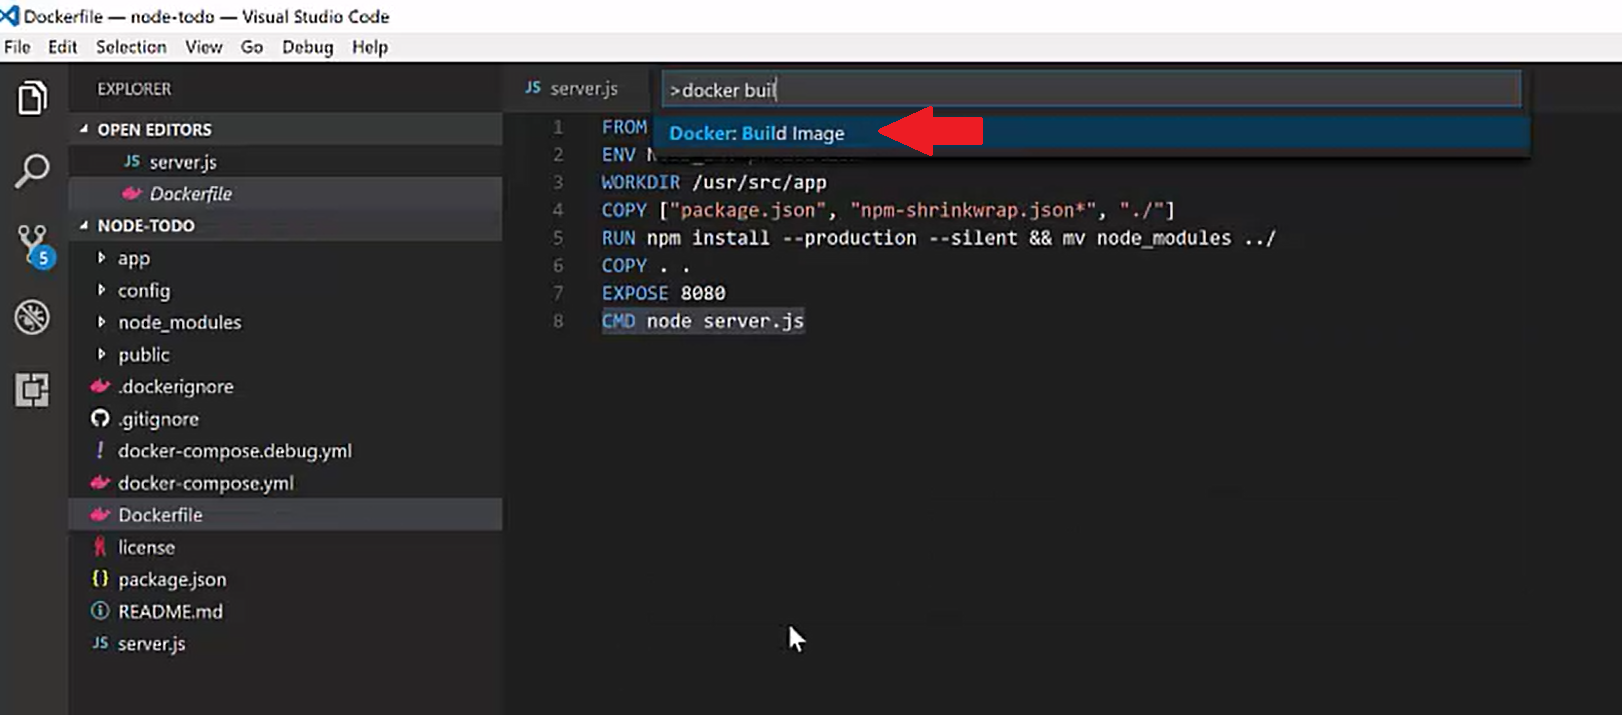 Dockerfile — node-todo — Visual Studio Code
File Edit Selection View Go Debug Help
EXPLORER
OPEN EDITORS
JS server.js
Dockerfile
NODE-TODO
app
config
node_modules
public
.dockerignore
.gitignore
! docker-compose.debug.yml
docker-compose.yml
Dockerfile
license
{} package.json
README.md
JS server.js
5
JS server.js
>docker buil
Docker: Build Image
1 FROM
2 ENV
3 WORKDIR /usr/src/app
4 COPY ["package.json", "npm-shrinkwrap.json*", "./"]
5 RUN npm install --production --silent && mv node_modules ../
6 COPY . .
7 EXPOSE 8080
8 CMD node server.js